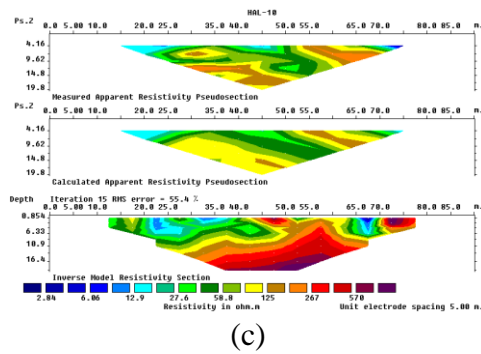 HAL-10
Ps.Z 0.0 5.00 10.0 20.0 25.0 35.0 45.0 50.0 60.0 65.0 70.0 80.0 85.0 m.
4.16
9.62
14.8
19.8
Measured Apparent Resistivity Pseudosection
Ps.Z 0.0 5.00 10.0 20.0 25.0 35.0 45.0 50.0 60.0 65.0 70.0 80.0 85.0 m.
4.16
9.62
14.8
19.8
Calculated Apparent Resistivity Pseudosection
Depth Iteration 15 RMS error = 55.4 %
0.0 5.00 10.0 20.0 25.0 35.0 45.0 50.0 60.0 65.0 70.0 80.0 85.0 m.
0.854
6.33
10.9
16.4
Inverse Model Resistivity Section
2.84 6.06 12.9 27.6 58.8 125 267 570
Resistivity in ohm.m Unit electrode spacing 5.00 m.
(c)